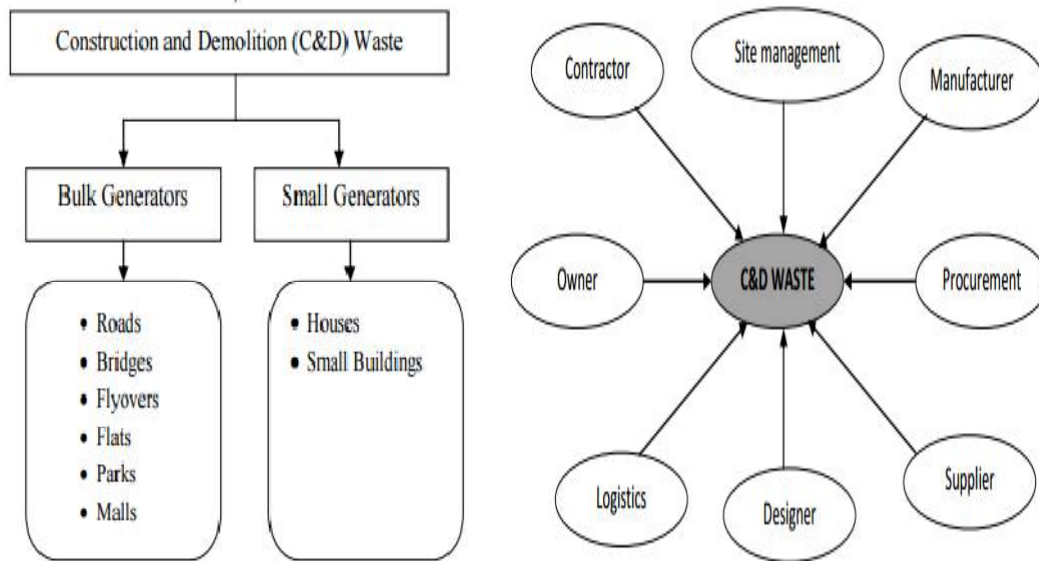 Construction and Demolition (C&D) Waste
Bulk Generators
Small Generators
• Roads
• Bridges
• Flyovers
• Flats
• Parks
• Malls
• Houses
• Small Buildings
Contractor
Site management
Manufacturer
Owner
C&D WASTE
Procurement
Logistics
Designer
Supplier